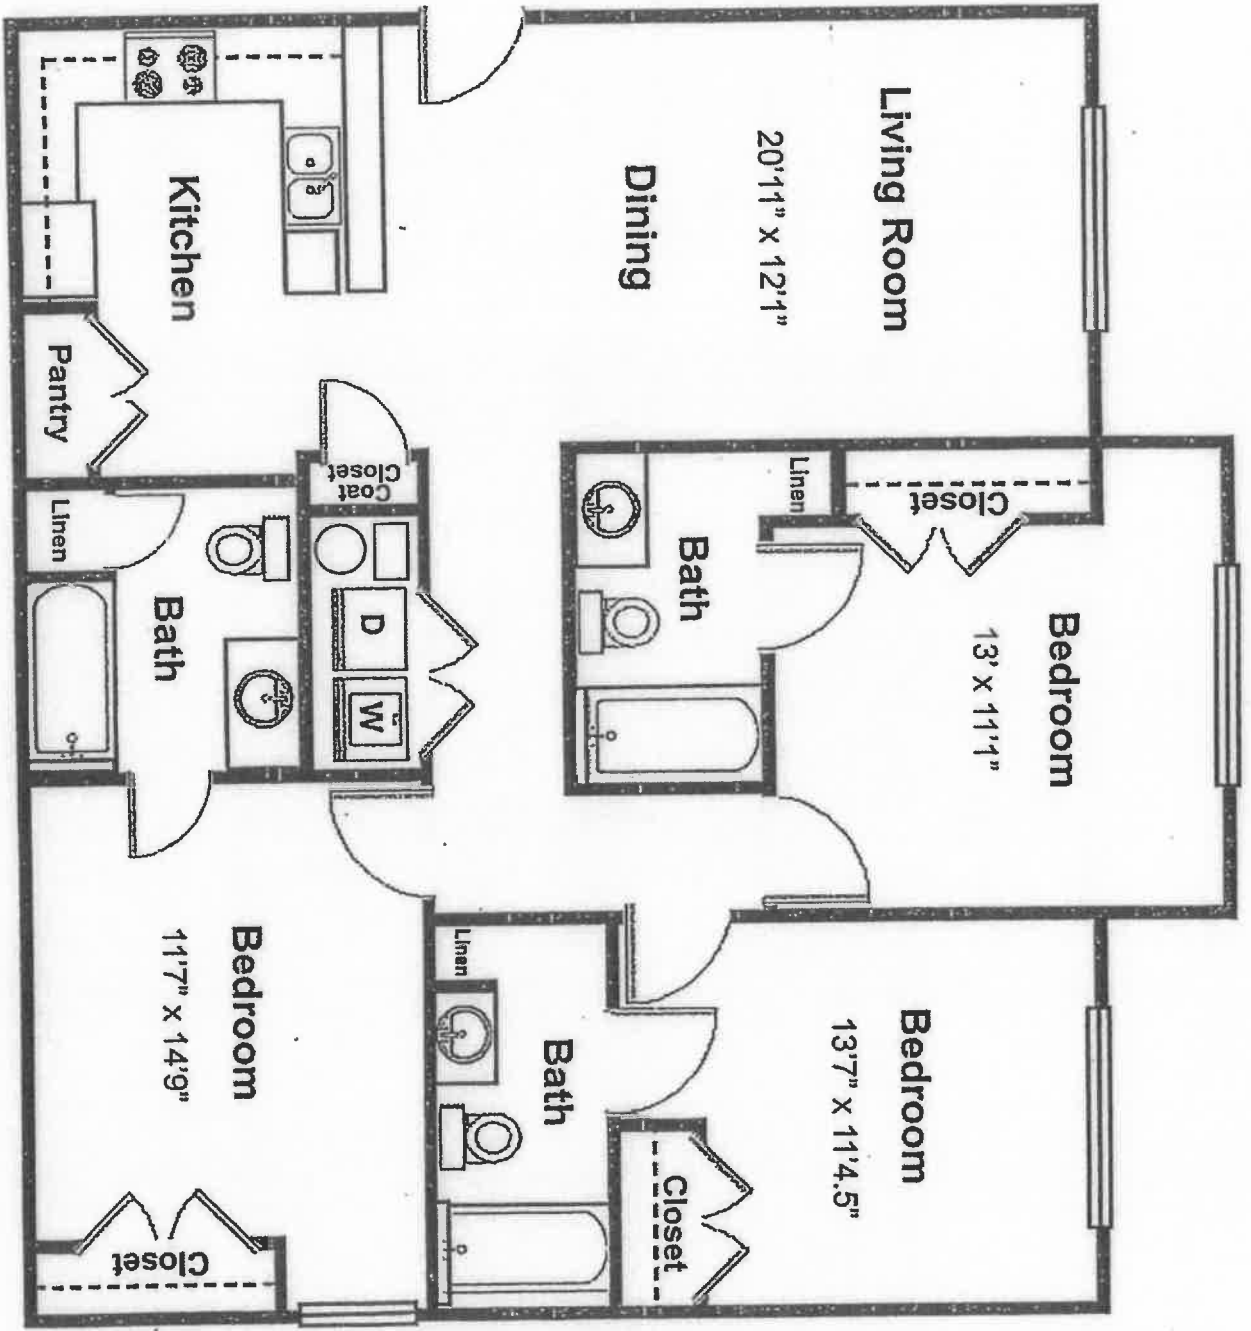 Living Room
20'11" x 12'1"
Dining
Kitchen
Pantry
Coat
Closet
Linen
Bath
D
W
Linen
Bath
Closet
Bedroom
13' x 11'1"
Bedroom
11'7" x 14'9"
Closet
Linen
Bath
Bedroom
13'7" x 11'4.5"
Closet